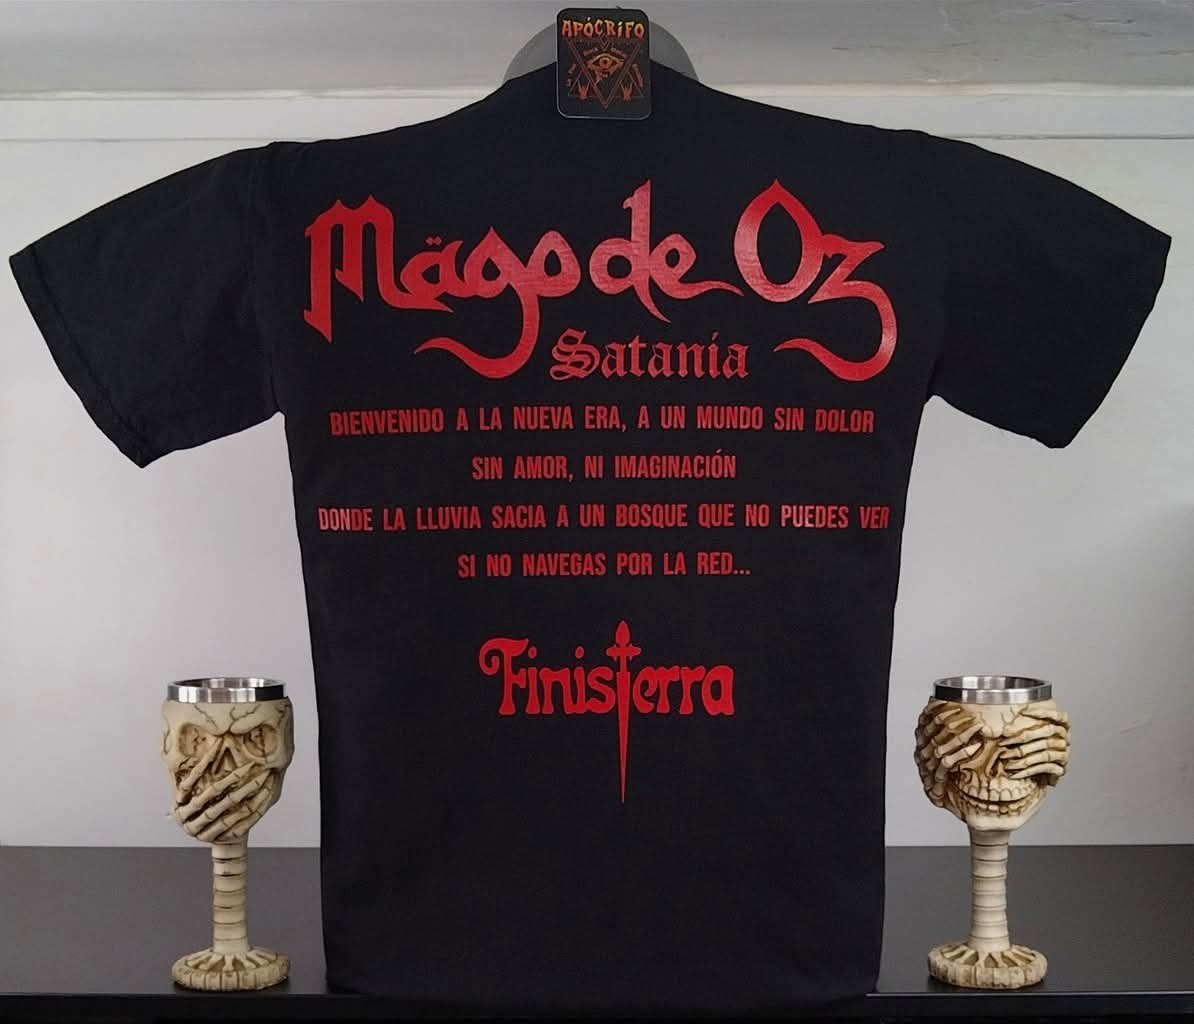 APÓCRIFO
Mägo de Oz
Satanía
BIENVENIDO A LA NUEVA ERA, A UN MUNDO SIN DOLOR
SIN AMOR, NI IMAGINACIÓN
DONDE LA LLUVIA SACIA A UN BOSQUE QUE NO PUEDES VER
SI NO NAVEGAS POR LA RED...
Finisterra